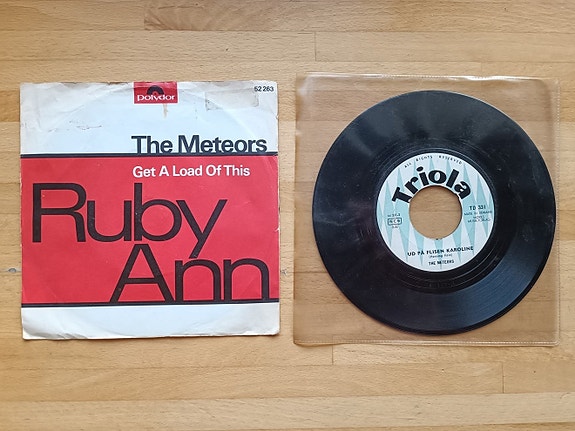 Polydor
52 263
The Meteors
Get A Load Of This
Ruby
Ann
ALL RIGHTS RESERVED
Triola
TD 331
UD PÅ FLISEN KAROLINE
THE METEORS